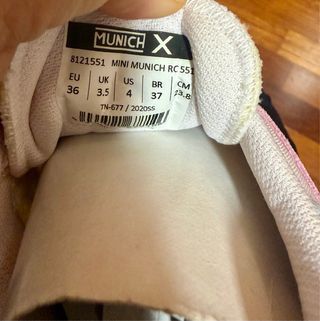 MUNICH X
8121551 MINI MUNICH RC 551
EU UK US BR CM
36 3.5 4 37
TN-677 / 2020SS